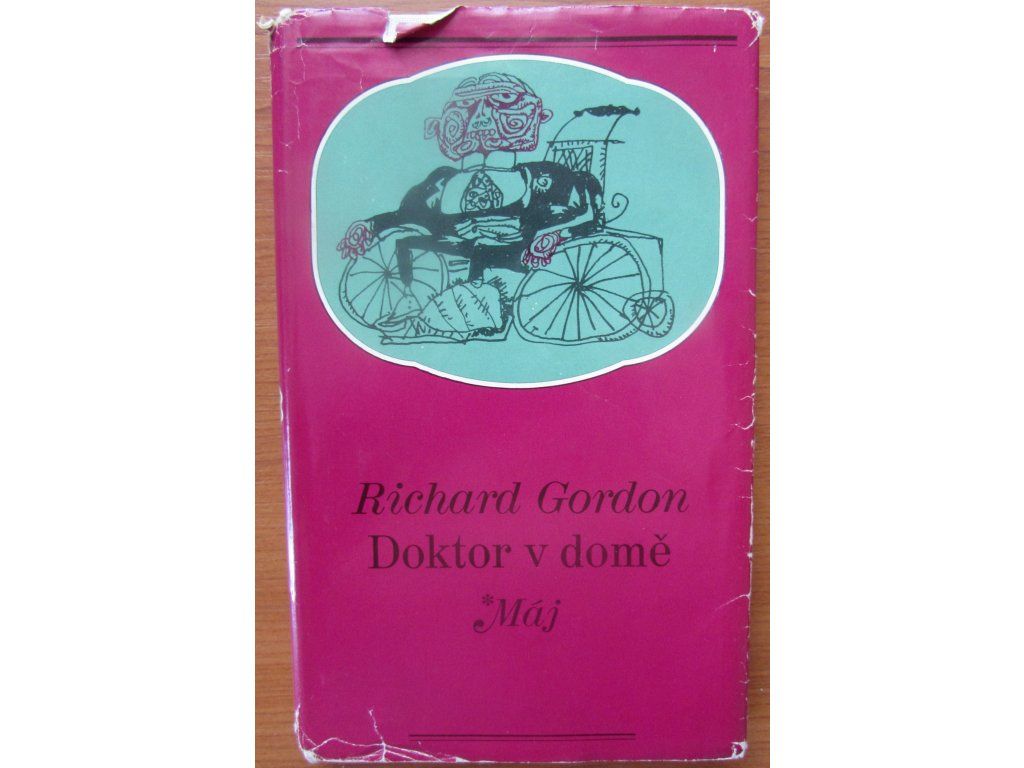 Richard Gordon
Doktor v domě
*Máj